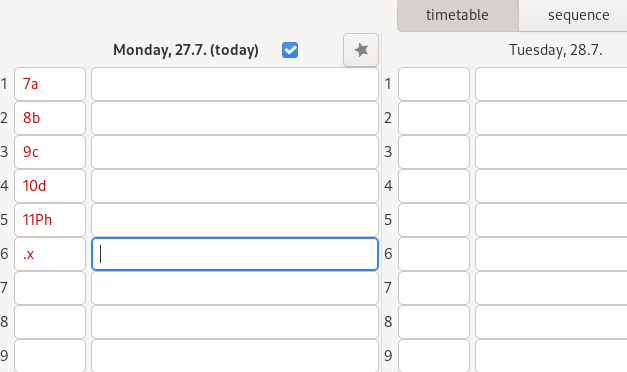 timetable sequence
Monday, 27.7. (today) Tuesday, 28.7.
1 7a 1
2 8b 2
3 9c 3
4 10d 4
5 11Ph 5
6 .x 6
7 7
8 8
9 9